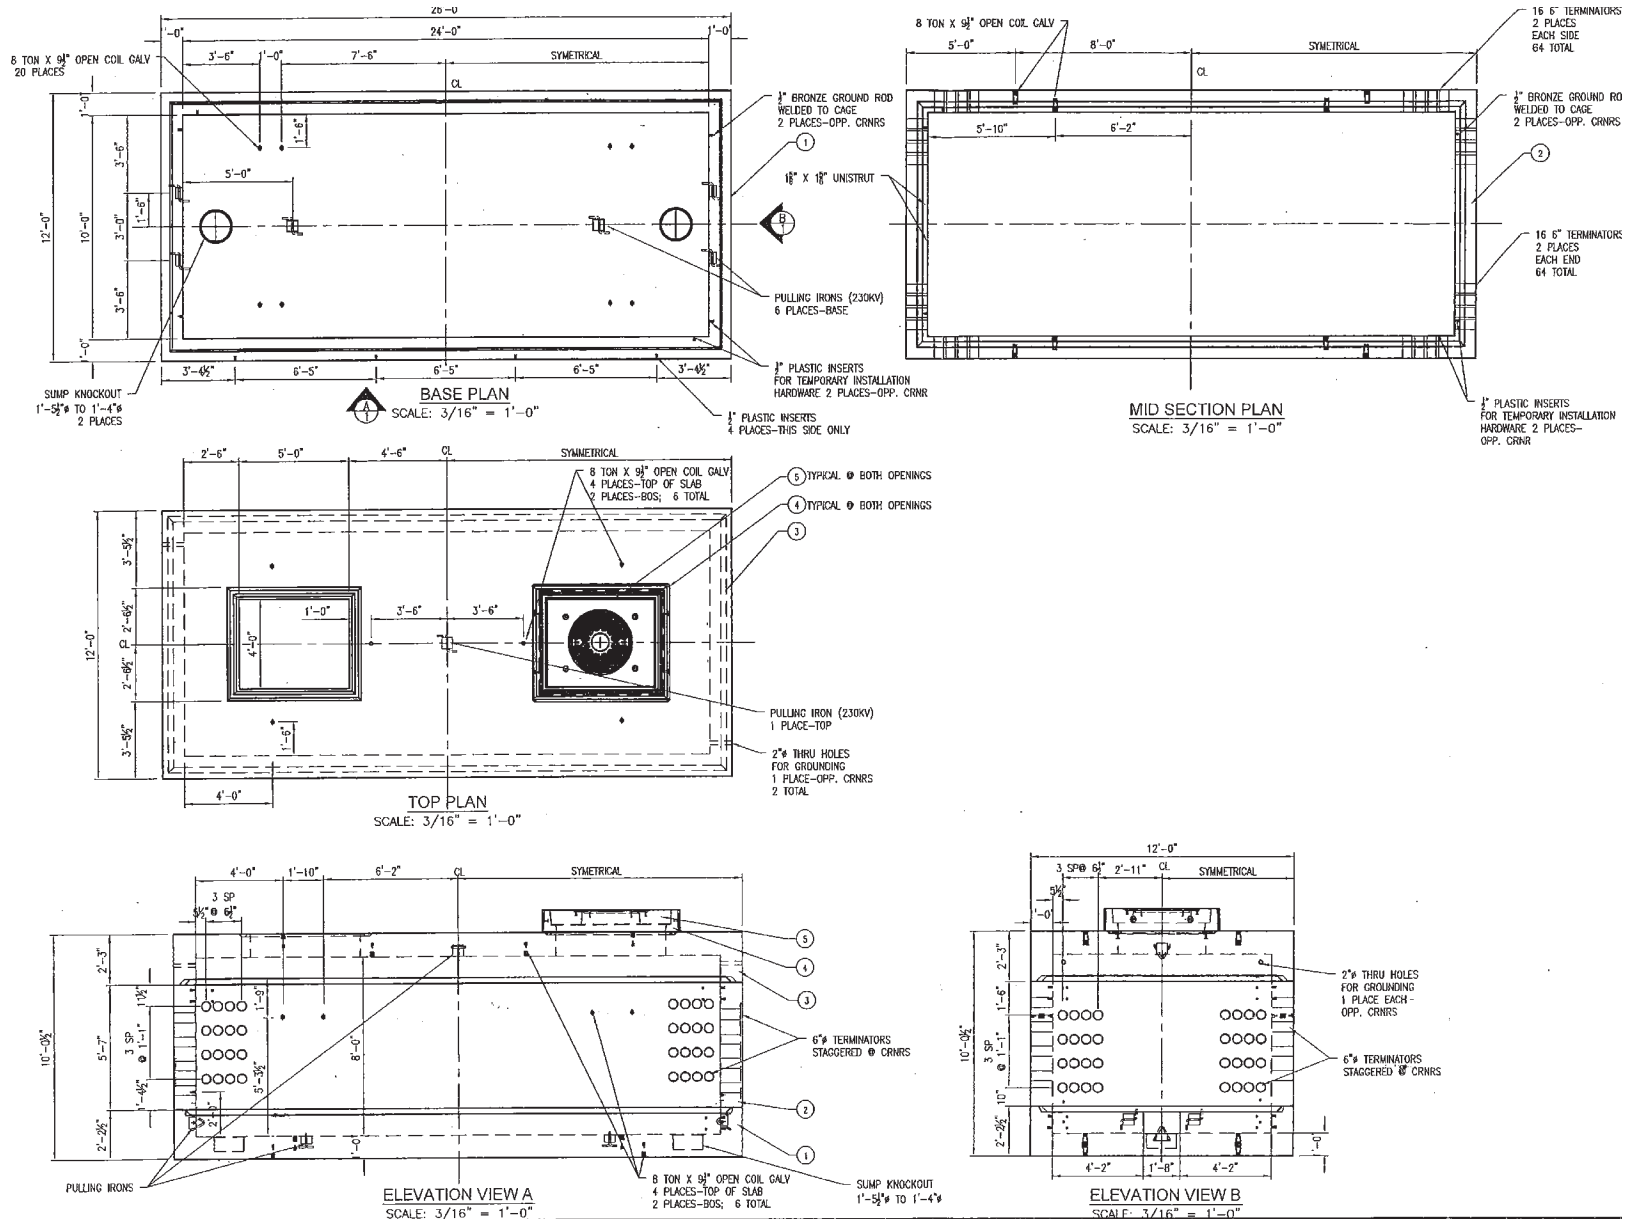 26'-0
1'-0"
24'-0"
1'-0"
3'-6"
1'-0"
7'-6"
SYMETRICAL
CL
8 TON X 9½" OPEN COIL GALV
20 PLACES
1'-0"
3'-6"
1'-6"
5'-0"
12'-0"
10'-0"
3'-0"
1'-6"
3'-6"
1'-0"
½" BRONZE GROUND ROD
WELDED TO CAGE
2 PLACES-OPP. CRNRS
1
B
1
PULLING IRONS (230KV)
6 PLACES-BASE
½" PLASTIC INSERTS
FOR TEMPORARY INSTALLATION
HARDWARE 2 PLACES-OPP. CRNR
½" PLASTIC INSERTS
4 PLACES-THIS SIDE ONLY
3'-4½"
6'-5"
6'-5"
6'-5"
3'-4½"
SUMP KNOCKOUT
1'-5½"ø TO 1'-4"ø
2 PLACES
A
1
BASE PLAN
SCALE: 3/16" = 1'-0"
8 TON X 9½" OPEN COIL GALV
16 6" TERMINATORS
2 PLACES
EACH SIDE
64 TOTAL
5'-0"
8'-0"
SYMETRICAL
CL
½" BRONZE GROUND RO
WELDED TO CAGE
2 PLACES-OPP. CRNRS
5'-10"
6'-2"
2
1⅝" X 1⅝" UNISTRUT
16 6" TERMINATORS
2 PLACES
EACH END
64 TOTAL
½" PLASTIC INSERTS
FOR TEMPORARY INSTALLATION
HARDWARE 2 PLACES-
OPP. CRNR
MID SECTION PLAN
SCALE: 3/16" = 1'-0"
2'-6"
5'-0"
4'-6"
CL
SYMMETRICAL
8 TON X 9½" OPEN COIL GALV
4 PLACES-TOP OF SLAB
2 PLACES-BOS; 6 TOTAL
5 TYPICAL @ BOTH OPENINGS
4 TYPICAL @ BOTH OPENINGS
3
3'-5½"
2'-6½"
CL
12'-0"
2'-6½"
3'-5½"
1'-0"
4'-0"
3'-6"
3'-6"
1'-6"
4'-0"
PULLING IRON (230KV)
1 PLACE-TOP
2"ø THRU HOLES
FOR GROUNDING
1 PLACE-OPP. CRNRS
2 TOTAL
TOP PLAN
SCALE: 3/16" = 1'-0"
4'-0"
1'-10"
6'-2"
CL
SYMETRICAL
3 SP
5½" @ 6½"
2'-3"
11½"
1'-9"
10'-0½"
5'-7"
3 SP
@ 1'-1"
8'-0"
5'-3½"
1'-4½"
2'-0"
2'-2½"
1'-0"
5
4
3
6"ø TERMINATORS
STAGGERED @ CRNRS
2
1
PULLING IRONS
8 TON X 9½" OPEN COIL GALV
4 PLACES-TOP OF SLAB
2 PLACES-BOS; 6 TOTAL
SUMP KNOCKOUT
1'-5½"ø TO 1'-4"ø
ELEVATION VIEW A
SCALE: 3/16" = 1'-0"
12'-0"
3 SP@ 6½"
2'-11"
CL
SYMMETRICAL
5½"
1'-0"
2'-3"
1'-6"
10'-0½"
3 SP
@ 1'-1"
10"
2'-2½"
1'-0"
2"ø THRU HOLES
FOR GROUNDING
1 PLACE EACH-
OPP. CRNRS
6"ø TERMINATORS
STAGGERED @ CRNRS
4'-2"
1'-8"
4'-2"
ELEVATION VIEW B
SCALE: 3/16" = 1'-0"